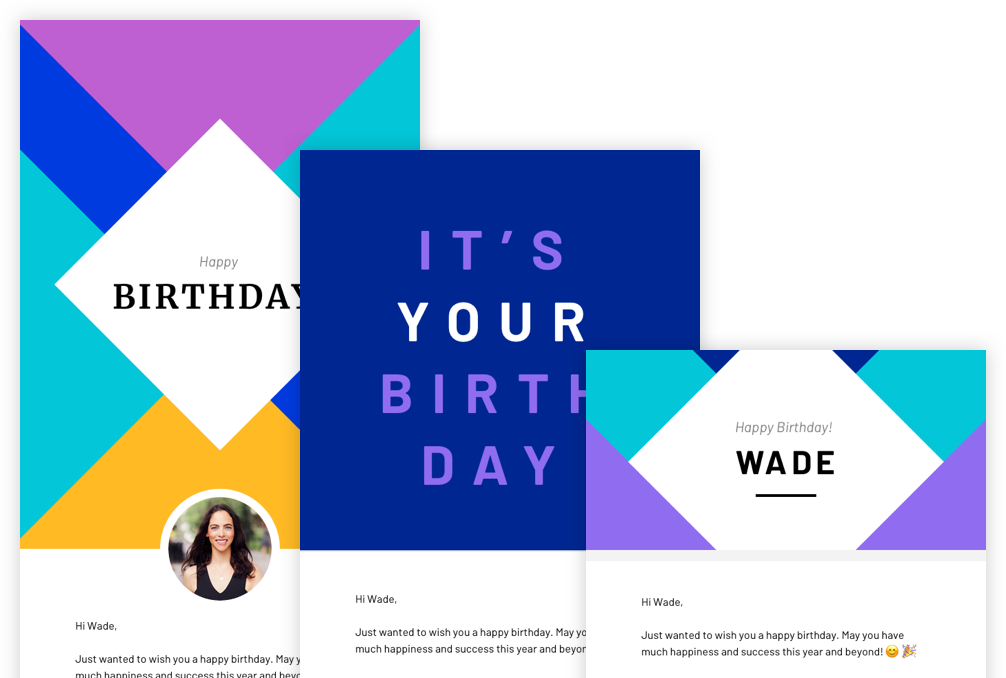 Happy
BIRTHDAY
Hi Wade,
Just wanted to wish you a happy birthday. May
much happiness and success this year and
IT’S
YOUR
BIRTH
DAY
Hi Wade,
Just wanted to wish you a happy birthday. May
much happiness and success this year and
Happy Birthday!
WADE
Hi Wade,
Just wanted to wish you a happy birthday. May you have
much happiness and success this year and beyond! 😊 🎉